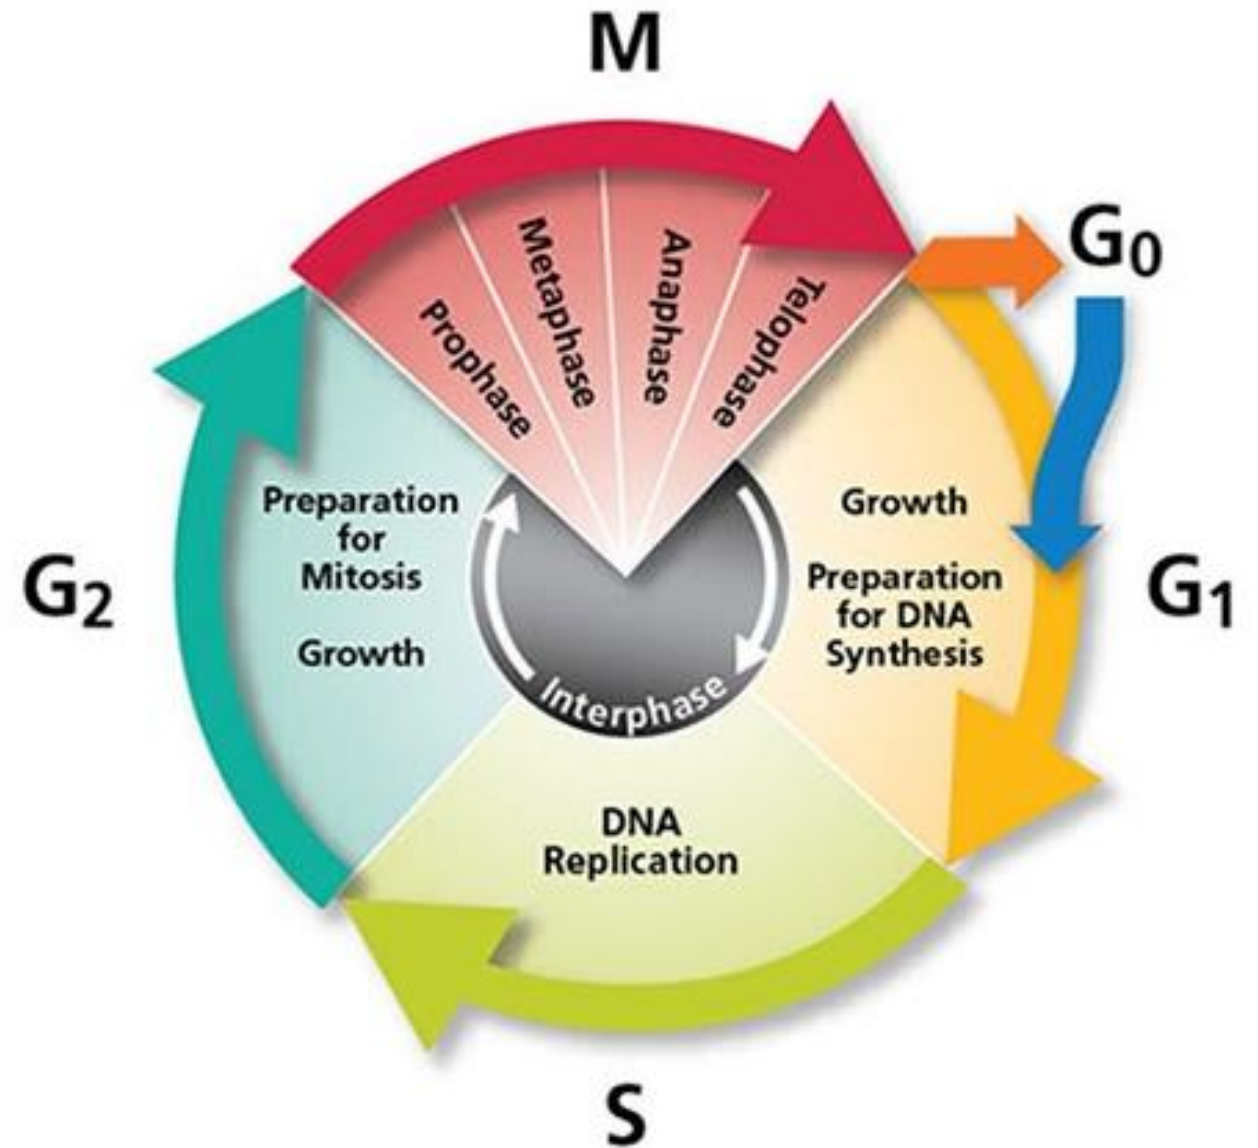 M
Prophase
Metaphase
Anaphase
Telophase
G0
Preparation
for
Mitosis
Growth
G2
Growth
Preparation
for DNA
Synthesis
G1
Interphase
DNA
Replication
S